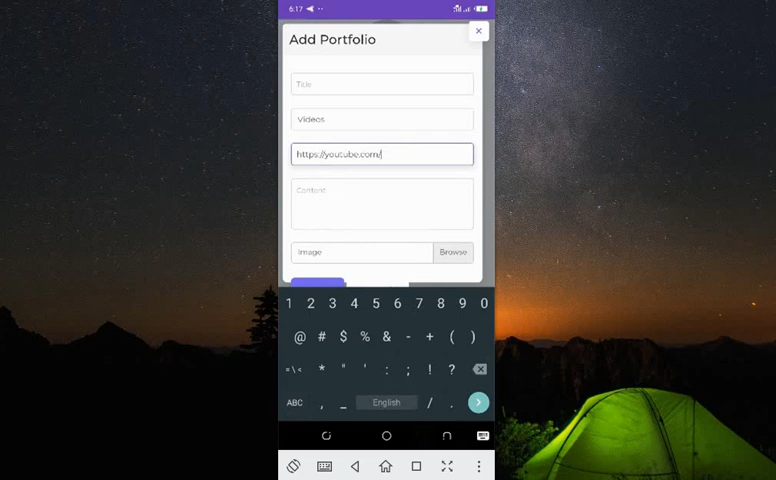 6:17
Add Portfolio
×
Title
Videos
https://youtube.com/
Content
Image Browse
1 2 3 4 5 6 7 8 9 0
@ # $ % & - + ( )
=\< * " ' : ; ! ?
ABC , _ English / .